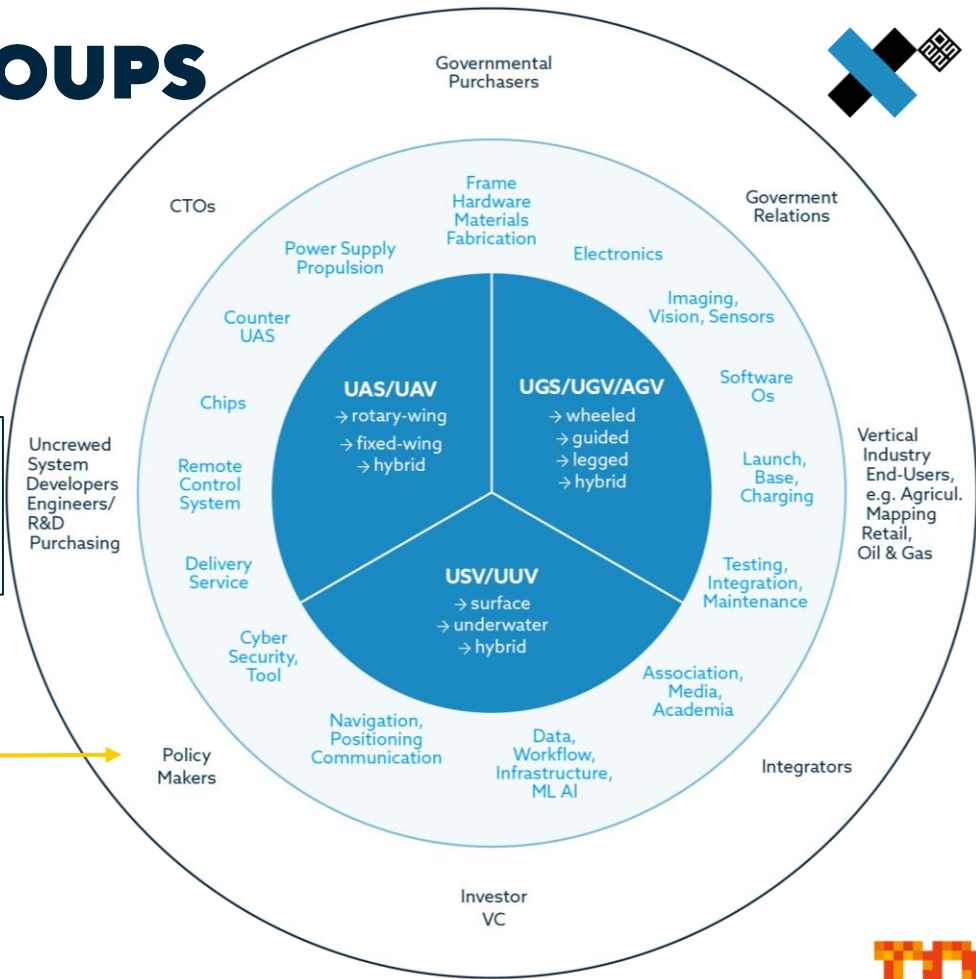 OUPS
Governmental
Purchasers
CTOs
Goverment
Relations
Frame
Hardware
Materials
Fabrication
Power Supply
Propulsion
Electronics
Counter
UAS
Imaging,
Vision, Sensors
Chips
Software
Os
UAS/UAV
→ rotary-wing
→ fixed-wing
→ hybrid
UGS/UGV/AGV
→ wheeled
→ guided
→ legged
→ hybrid
Uncrewed
System
Developers
Engineers/
R&D
Purchasing
Remote
Control
System
Launch,
Base,
Charging
Vertical
Industry
End-Users,
e.g. Agricul.
Mapping
Retail,
Oil & Gas
Delivery
Service
USV/UUV
→ surface
→ underwater
→ hybrid
Testing,
Integration,
Maintenance
Cyber
Security,
Tool
Association,
Media,
Academia
Navigation,
Positioning
Communication
Data,
Workflow,
Infrastructure,
ML AI
Policy
Makers
Integrators
Investor
VC